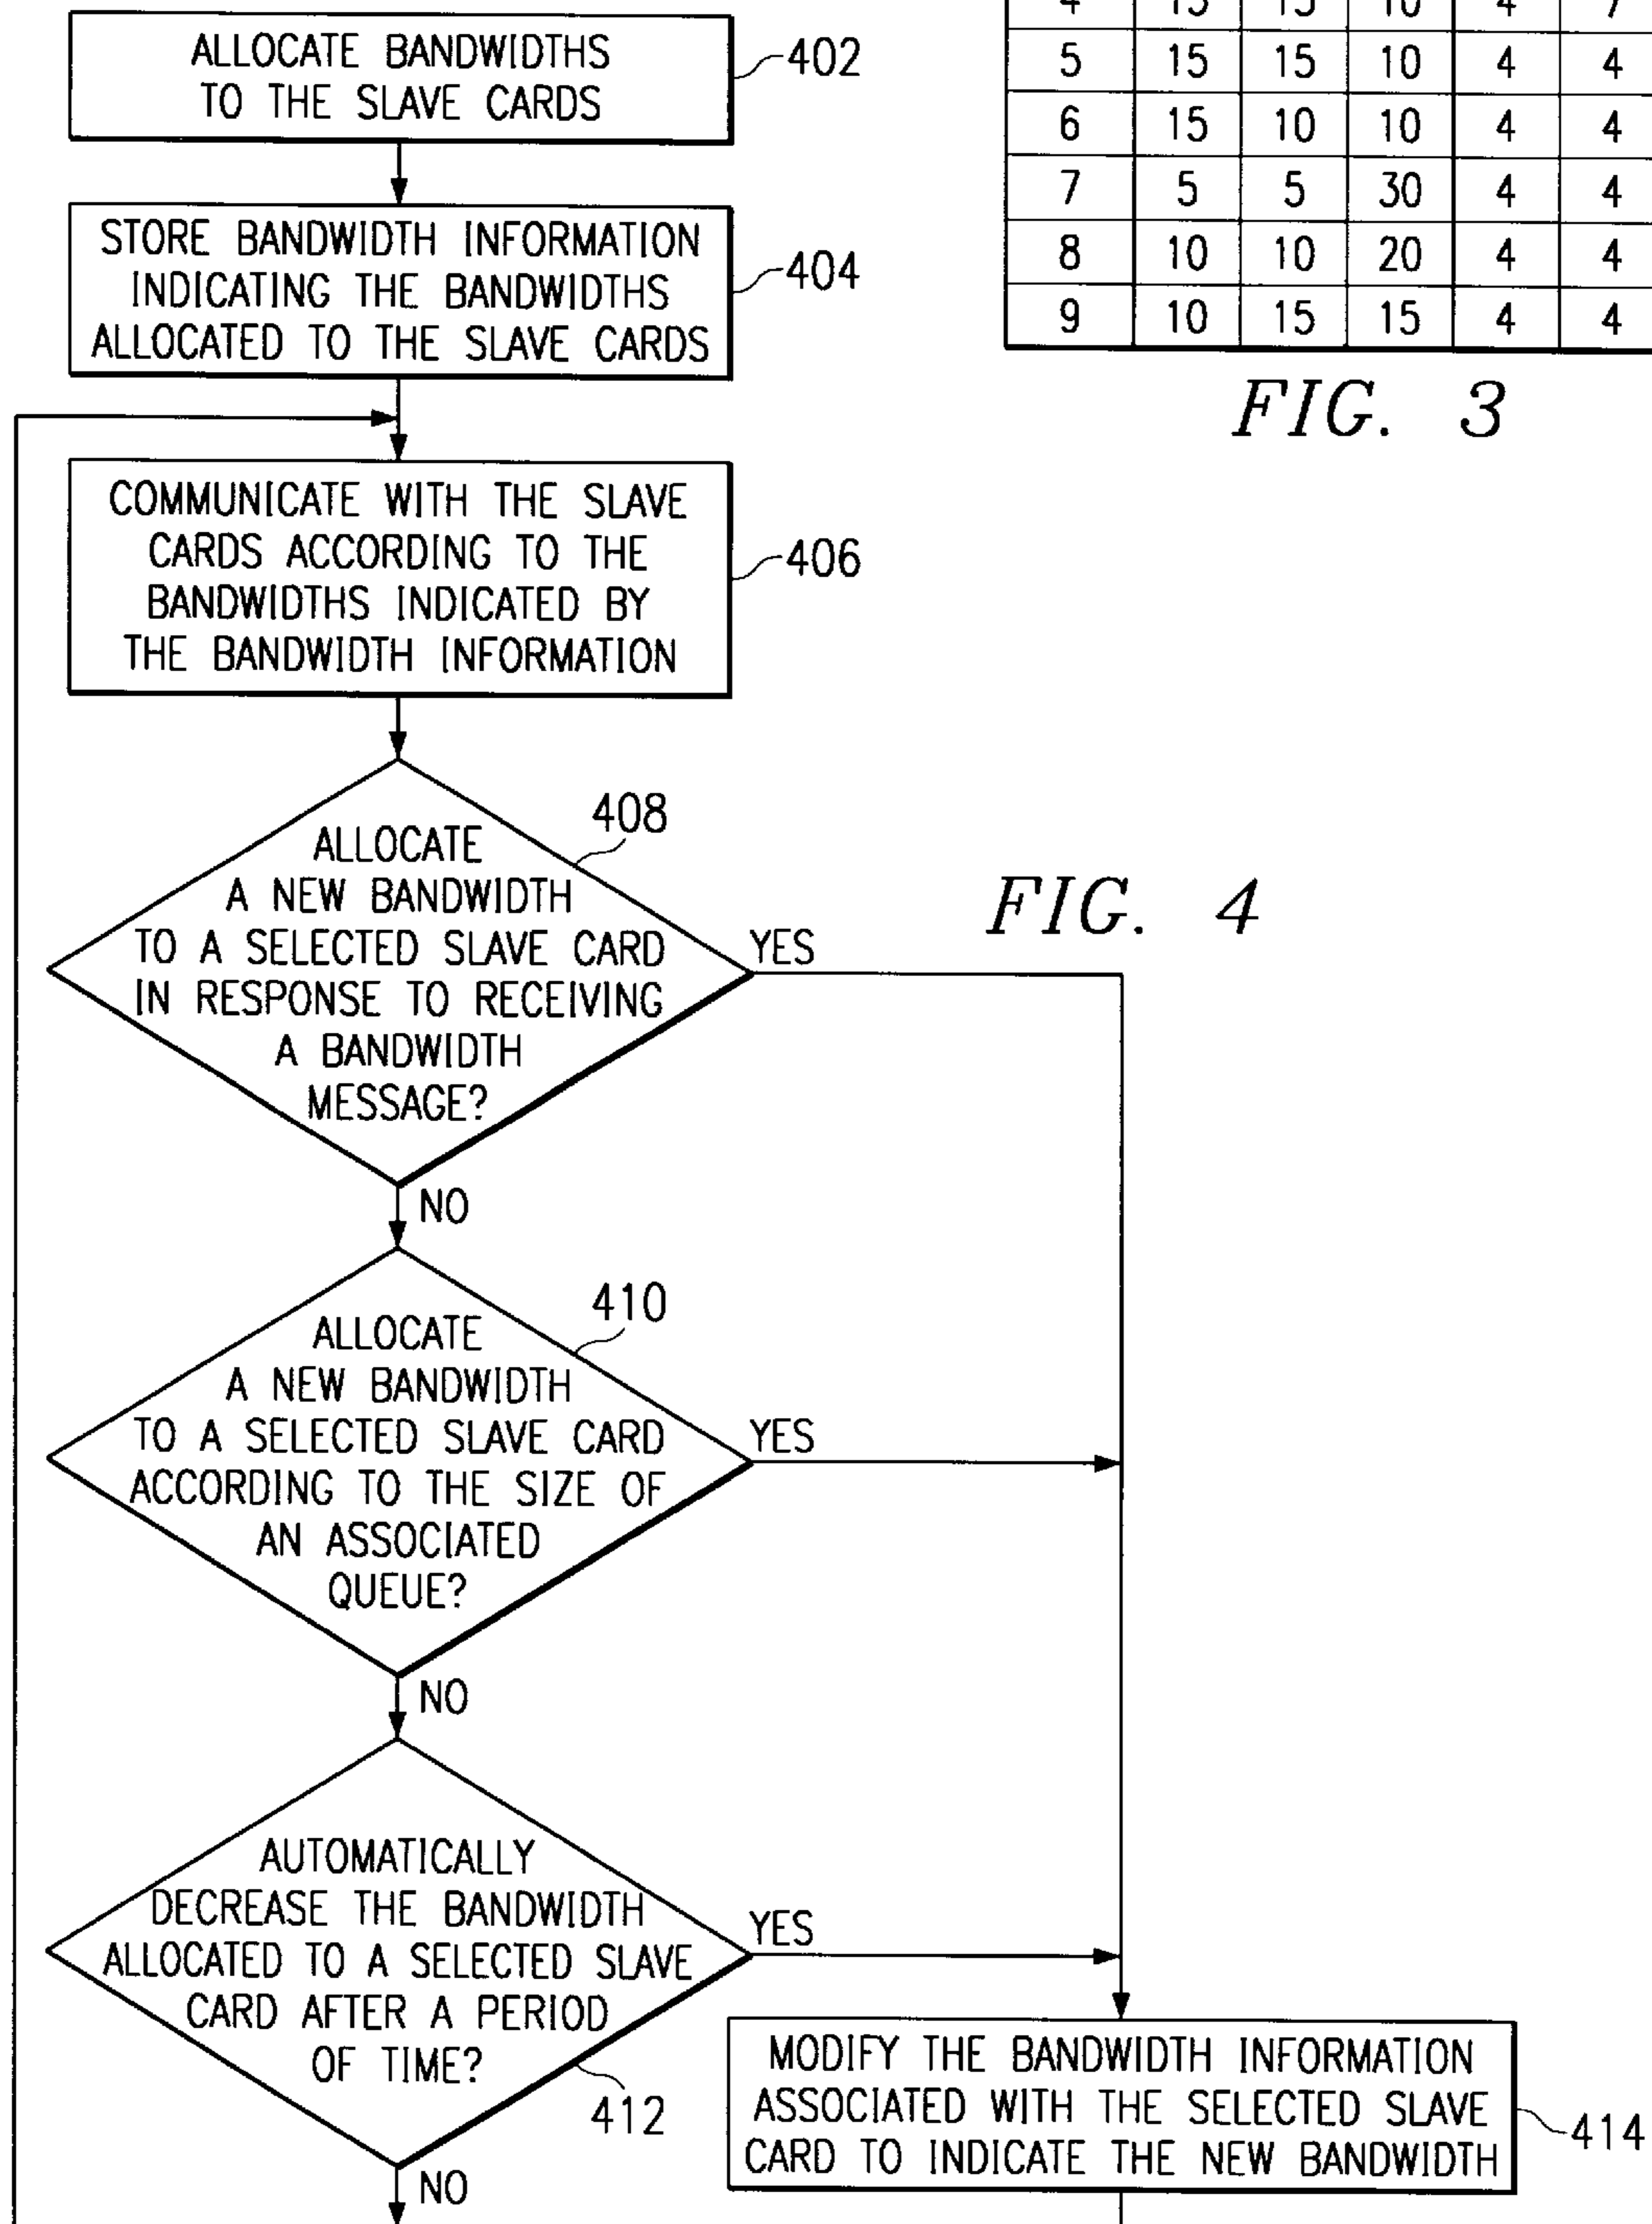 ALLOCATE BANDWIDTHS
TO THE SLAVE CARDS
402
STORE BANDWIDTH INFORMATION
INDICATING THE BANDWIDTHS
ALLOCATED TO THE SLAVE CARDS
404
COMMUNICATE WITH THE SLAVE
CARDS ACCORDING TO THE
BANDWIDTHS INDICATED BY
THE BANDWIDTH INFORMATION
406
ALLOCATE
A NEW BANDWIDTH
TO A SELECTED SLAVE CARD
IN RESPONSE TO RECEIVING
A BANDWIDTH
MESSAGE?
408
YES
NO
ALLOCATE
A NEW BANDWIDTH
TO A SELECTED SLAVE CARD
ACCORDING TO THE SIZE OF
AN ASSOCIATED
QUEUE?
410
YES
NO
AUTOMATICALLY
DECREASE THE BANDWIDTH
ALLOCATED TO A SELECTED SLAVE
CARD AFTER A PERIOD
OF TIME?
412
YES
NO
MODIFY THE BANDWIDTH INFORMATION
ASSOCIATED WITH THE SELECTED SLAVE
CARD TO INDICATE THE NEW BANDWIDTH
414
5 15 15 10 4 4
6 15 10 10 4 4
7 5 5 30 4 4
8 10 10 20 4 4
9 10 15 15 4 4
FIG. 3
FIG. 4